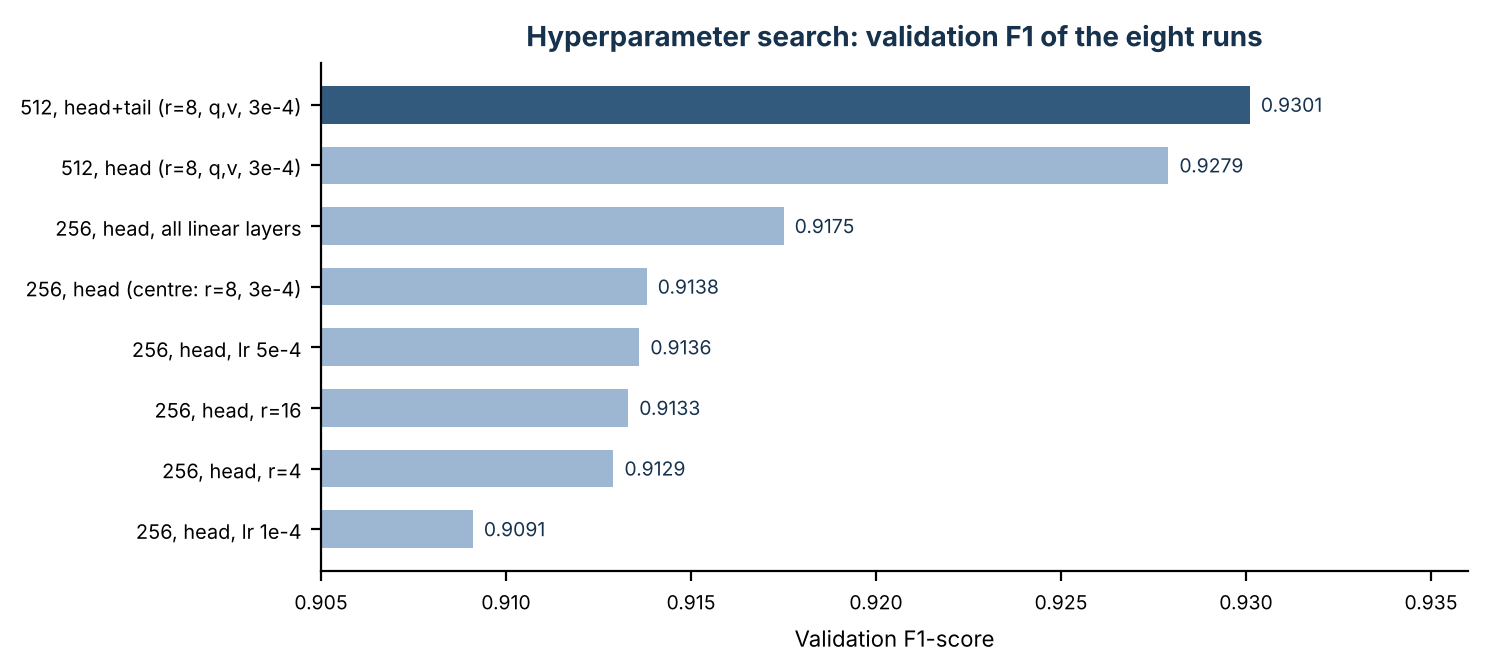 Hyperparameter search: validation F1 of the eight runs
512, head+tail (r=8, q,v, 3e-4) 0.9301
512, head (r=8, q,v, 3e-4) 0.9279
256, head, all linear layers 0.9175
256, head (centre: r=8, 3e-4) 0.9138
256, head, lr 5e-4 0.9136
256, head, r=16 0.9133
256, head, r=4 0.9129
256, head, lr 1e-4 0.9091
0.905 0.910 0.915 0.920 0.925 0.930 0.935
Validation F1-score